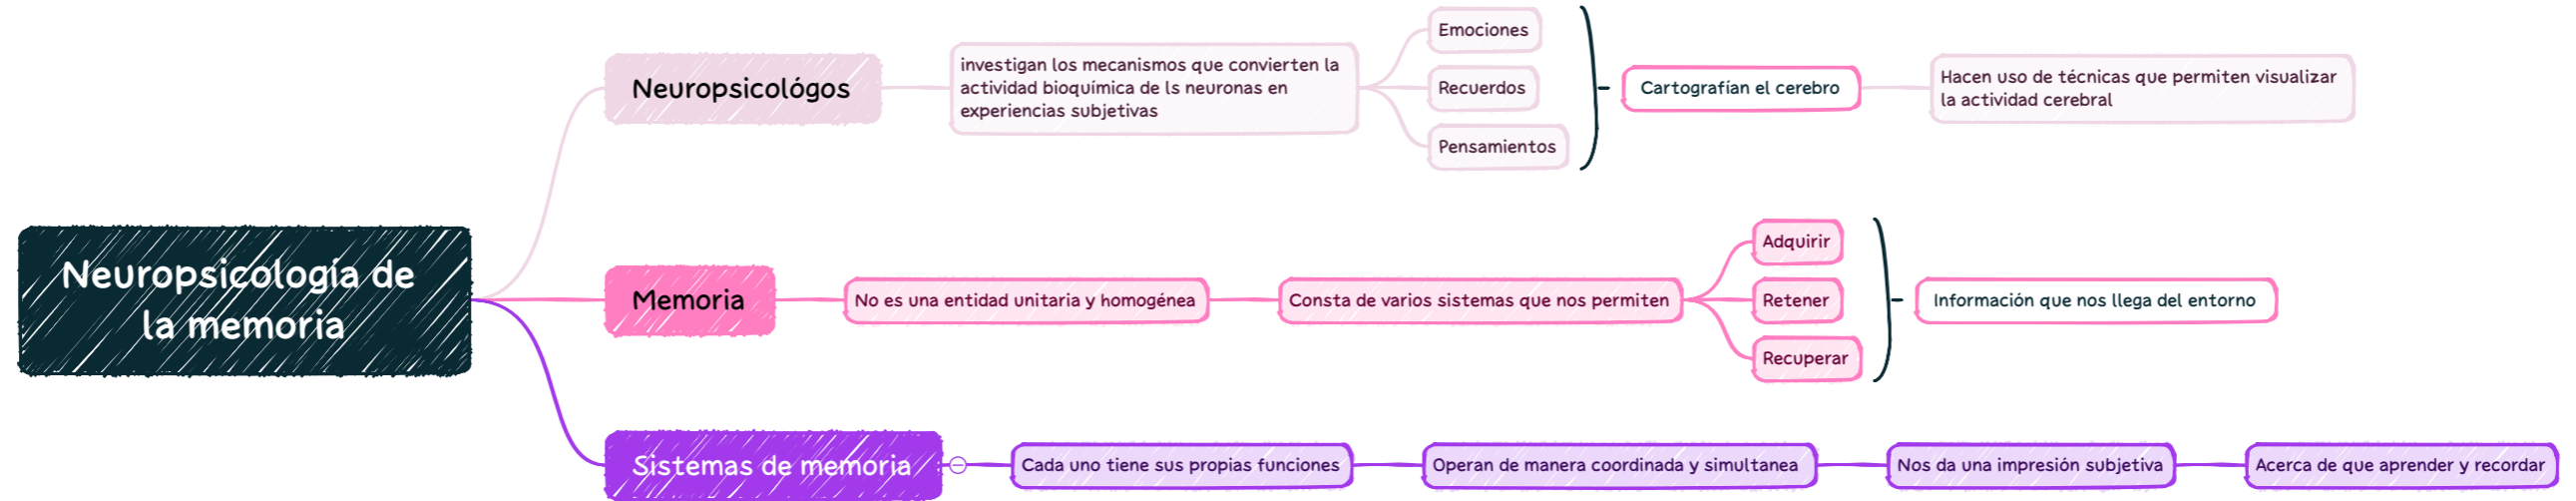 Neuropsicología de
la memoria
Neuropsicológos
investigan los mecanismos que convierten la
actividad bioquímica de ls neuronas en
experiencias subjetivas
Emociones
Recuerdos
Pensamientos
Cartografían el cerebro
Hacen uso de técnicas que permiten visualizar
la actividad cerebral
Memoria
No es una entidad unitaria y homogénea
Consta de varios sistemas que nos permiten
Adquirir
Retener
Recuperar
Información que nos llega del entorno
Sistemas de memoria
Cada uno tiene sus propias funciones
Operan de manera coordinada y simultanea
Nos da una impresión subjetiva
Acerca de que aprender y recordar